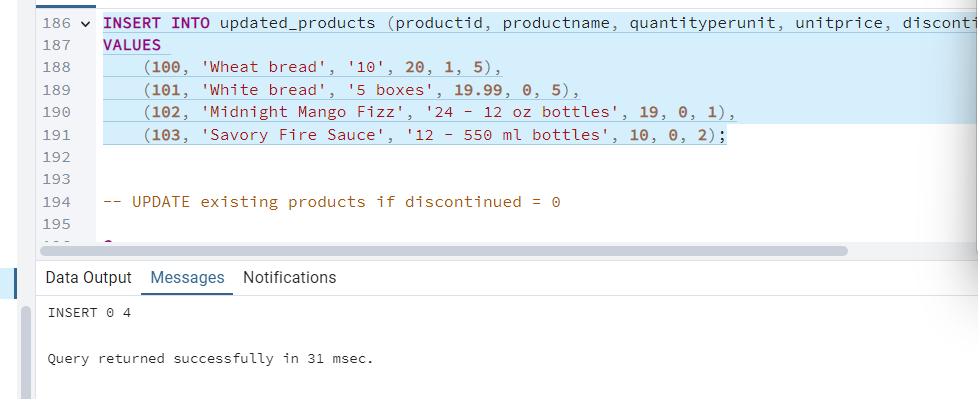 186 INSERT INTO updated_products (productid, productname, quantityperunit, unitprice, disconti
187 VALUES
188 (100, 'Wheat bread', '10', 20, 1, 5),
189 (101, 'White bread', '5 boxes', 19.99, 0, 5),
190 (102, 'Midnight Mango Fizz', '24 - 12 oz bottles', 19, 0, 1),
191 (103, 'Savory Fire Sauce', '12 - 550 ml bottles', 10, 0, 2);
192
193
194 -- UPDATE existing products if discontinued = 0
195
Data Output Messages Notifications
INSERT 0 4
Query returned successfully in 31 msec.